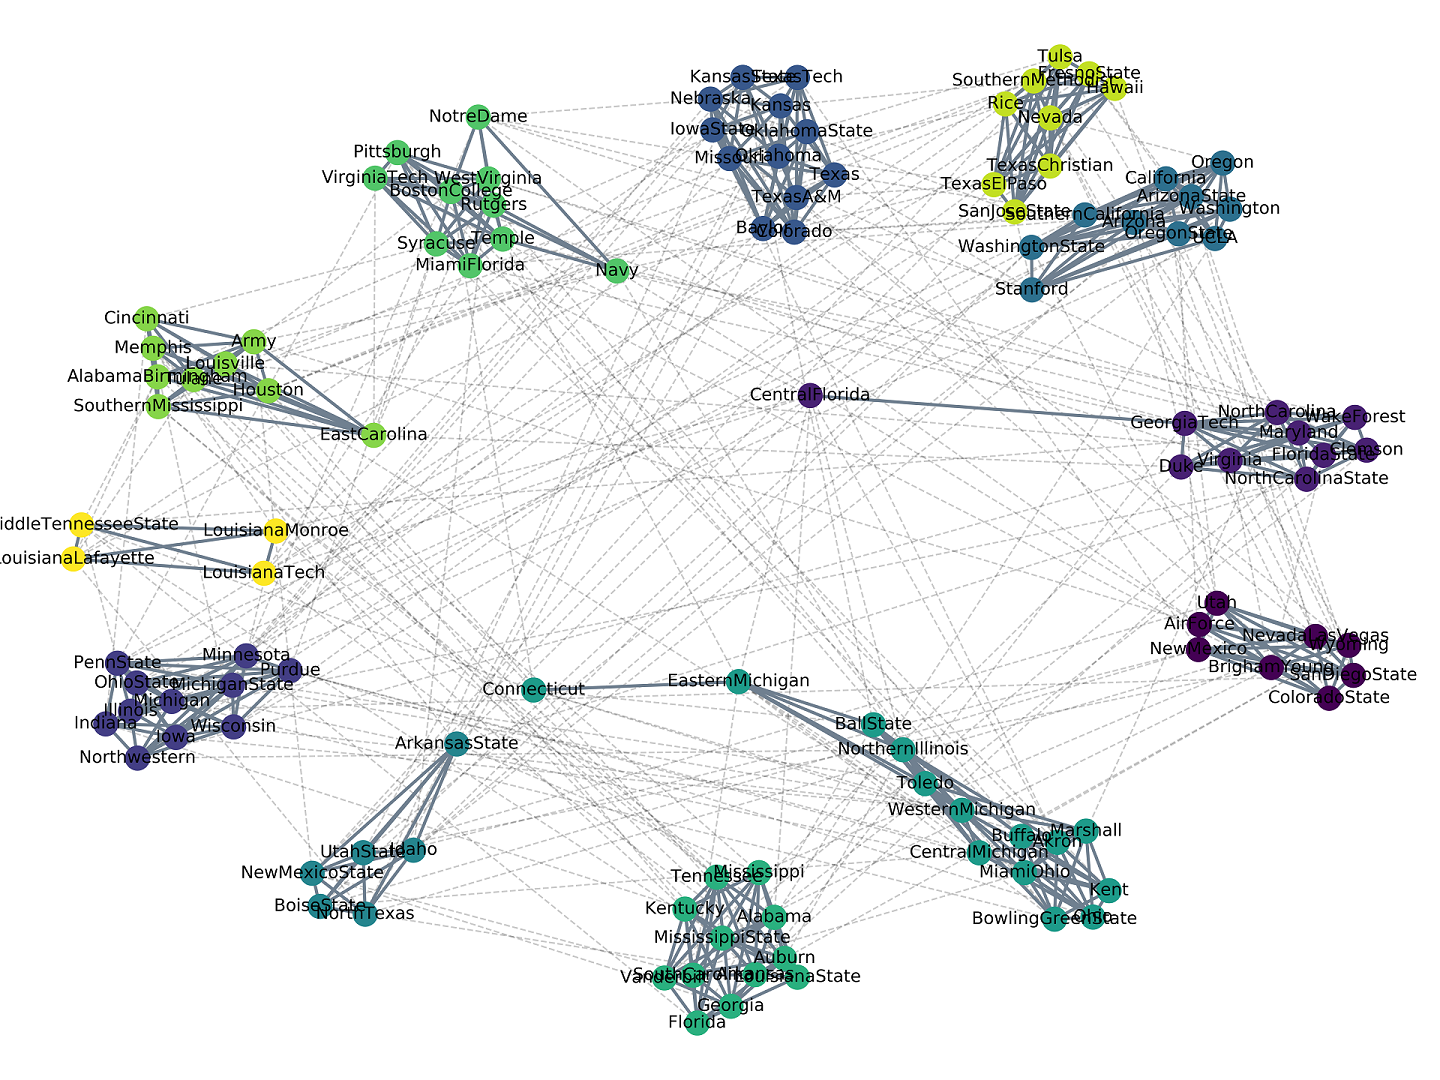 Tulsa
FresnoState
SouthernMethodist
Hawaii
Rice
Nevada
TexasChristian
TexasElPaso
SanJoseState
KansasState
TexasTech
Nebraska
Kansas
IowaState
OklahomaState
Missouri
Oklahoma
Texas
TexasA&M
Baylor
Colorado
NotreDame
Pittsburgh
VirginiaTech
WestVirginia
BostonCollege
Rutgers
Syracuse
Temple
MiamiFlorida
Navy
Oregon
California
ArizonaState
Washington
SouthernCalifornia
Arizona
OregonState
UCLA
WashingtonState
Stanford
Cincinnati
Army
Memphis
Louisville
AlabamaBirmingham
Tulane
Houston
SouthernMississippi
EastCarolina
CentralFlorida
GeorgiaTech
NorthCarolina
WakeForest
Maryland
Clemson
FloridaState
Virginia
Duke
NorthCarolinaState
iddleTennesseeState
LouisianaMonroe
ouisianaLafayette
LouisianaTech
Utah
AirForce
NevadaLasVegas
Wyoming
NewMexico
BrighamYoung
SanDiegoState
ColoradoState
Minnesota
PennState
Purdue
OhioState
MichiganState
Michigan
Illinois
Indiana
Wisconsin
Iowa
Northwestern
Connecticut
EasternMichigan
BallState
NorthernIllinois
Toledo
WesternMichigan
Buffalo
Marshall
Akron
CentralMichigan
MiamiOhio
Kent
BowlingGreenState
Ohio
ArkansasState
UtahState
Idaho
NewMexicoState
BoiseState
NorthTexas
Mississippi
Tennessee
Kentucky
Alabama
MississippiState
Auburn
Vanderbilt
SouthCarolina
Arkansas
LouisianaState
Georgia
Florida